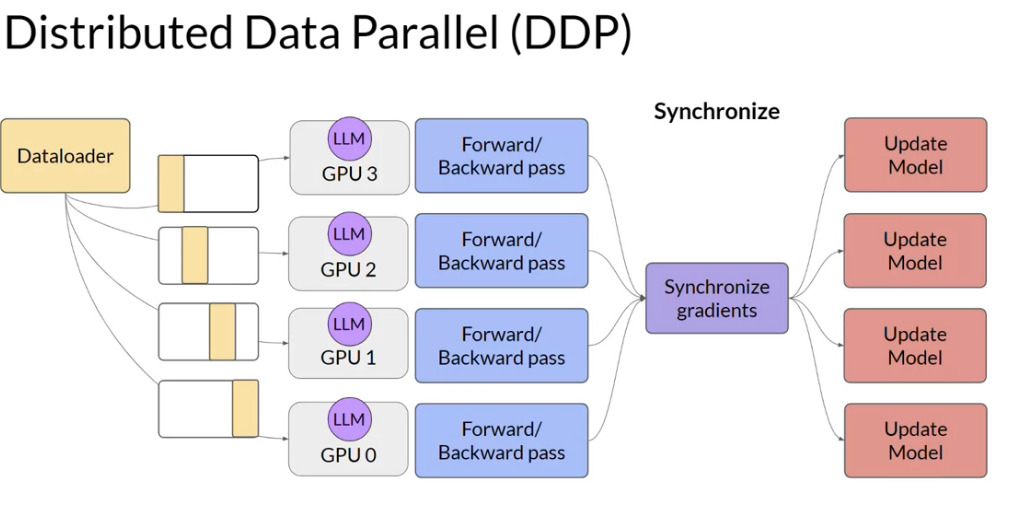 Distributed Data Parallel (DDP)
Synchronize
Dataloader
LLM
GPU 3
Forward/
Backward pass
Update
Model
LLM
GPU 2
Forward/
Backward pass
Update
Model
Synchronize
gradients
LLM
GPU 1
Forward/
Backward pass
Update
Model
LLM
GPU 0
Forward/
Backward pass
Update
Model